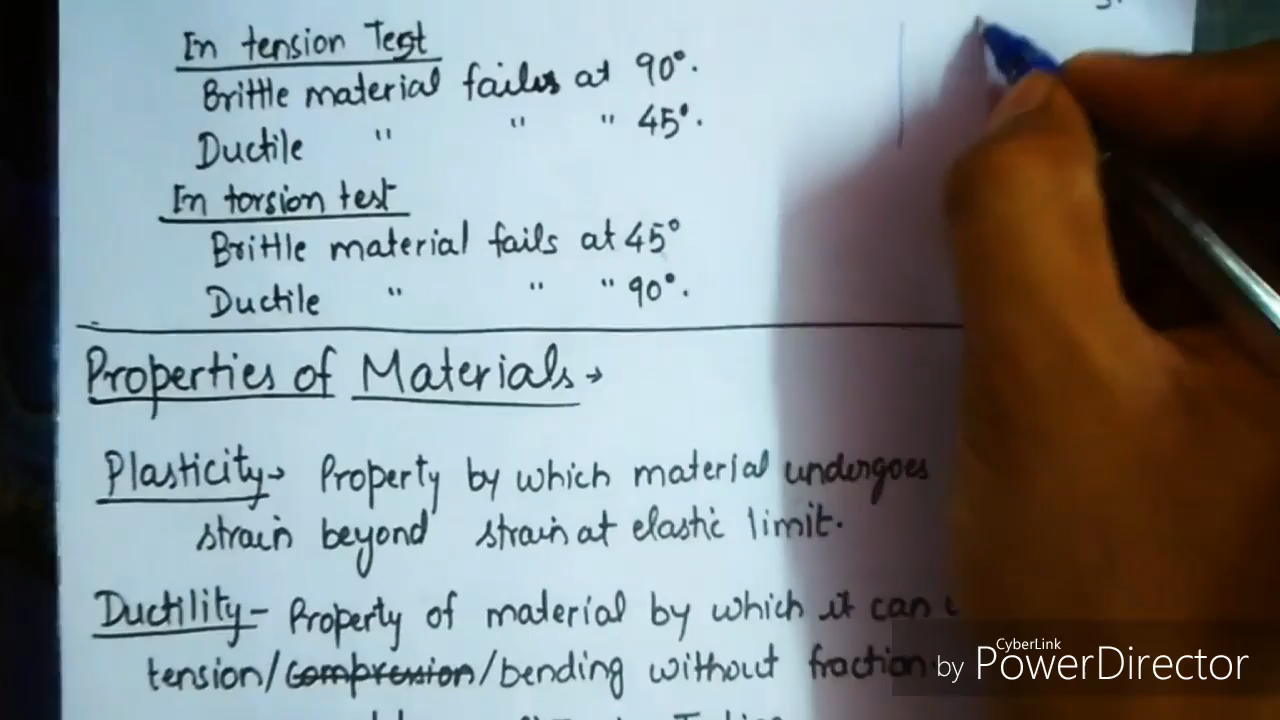 In tension Test
Brittle material fails at 90°.
Ductile " " " 45°.
In torsion test
Brittle material fails at 45°
Ductile " " " 90°.
Properties of Materials →
Plasticity → Property by which material undergoes
strain beyond strain at elastic limit.
Ductility - Property of material by which it can
tension/compression/bending without fraction
CyberLink
by PowerDirector